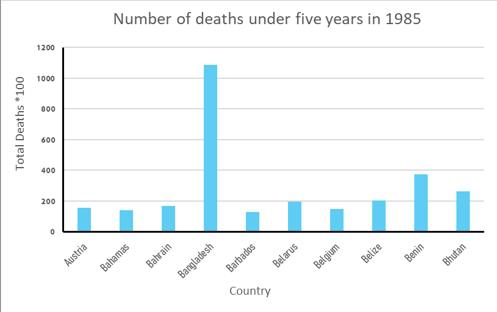 Number of deaths under five years in 1985
Total Deaths *100
1200
1000
800
600
400
200
0
Austria
Bahamas
Bahrain
Bangladesh
Barbados
Belarus
Belgium
Belize
Benin
Bhutan
Country